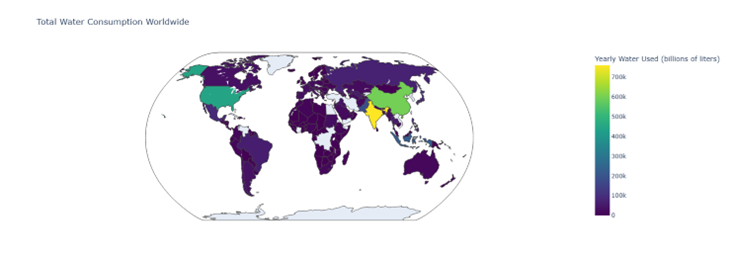 Total Water Consumption Worldwide
Yearly Water Used (billions of liters)
700k
600k
500k
400k
300k
200k
100k
0